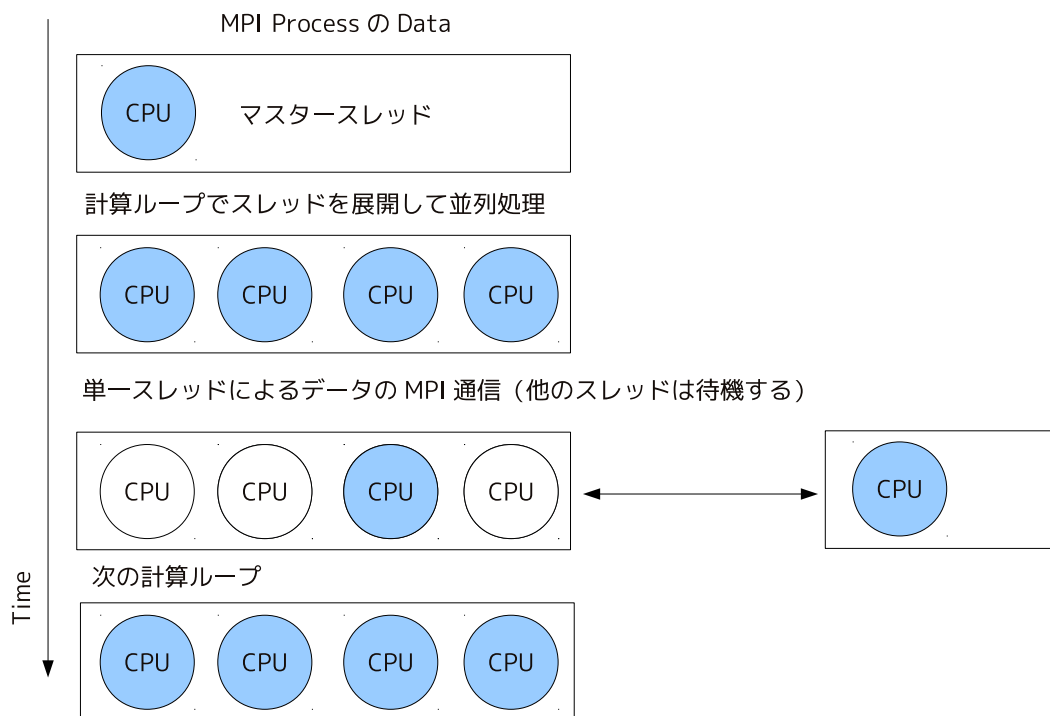 MPI Process の Data
CPU マスタースレッド
計算ループでスレッドを展開して並列処理
CPU CPU CPU CPU
単一スレッドによるデータの MPI 通信（他のスレッドは待機する）
CPU CPU CPU CPU CPU
次の計算ループ
CPU CPU CPU CPU
Time